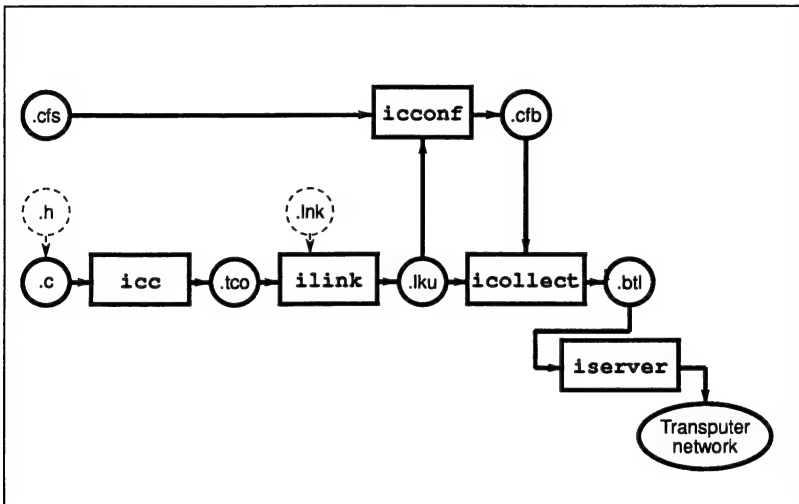 .cfs
icconf
.cfb
.h
.lnk
.c
icc
.tco
ilink
.lku
icollect
.btl
iserver
Transputer
network